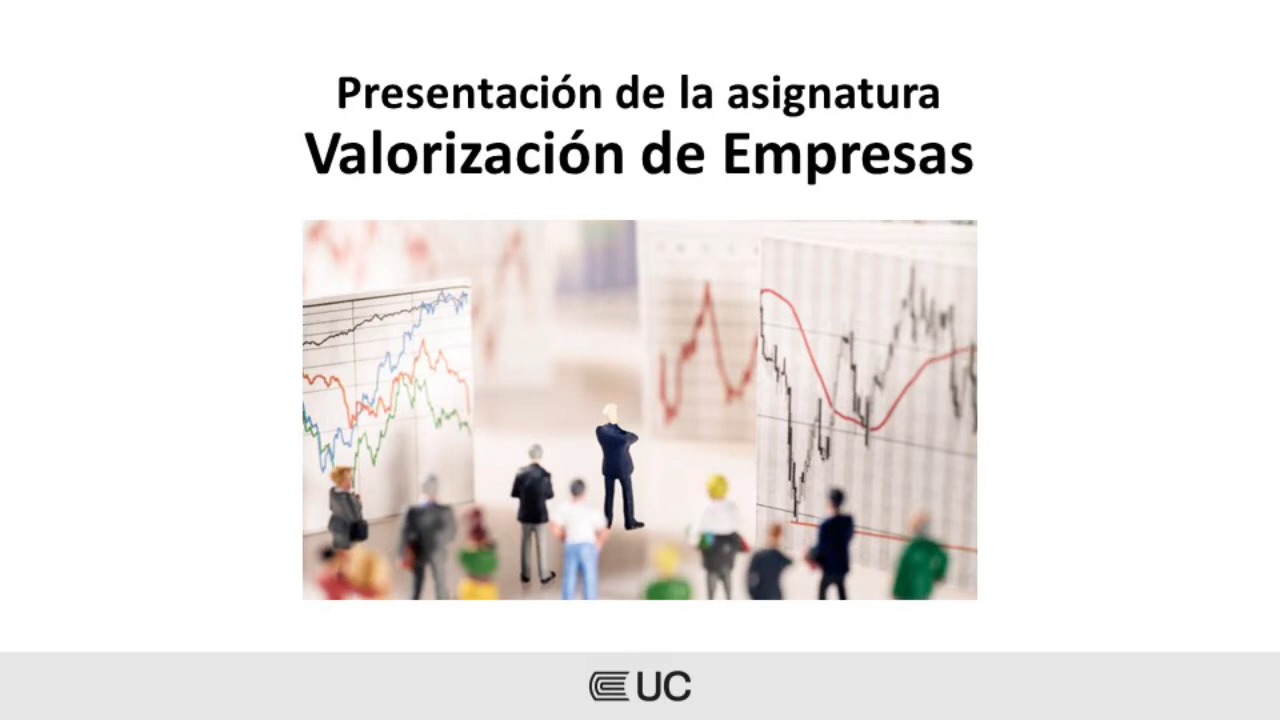 Presentación de la asignatura
Valorización de Empresas
UC